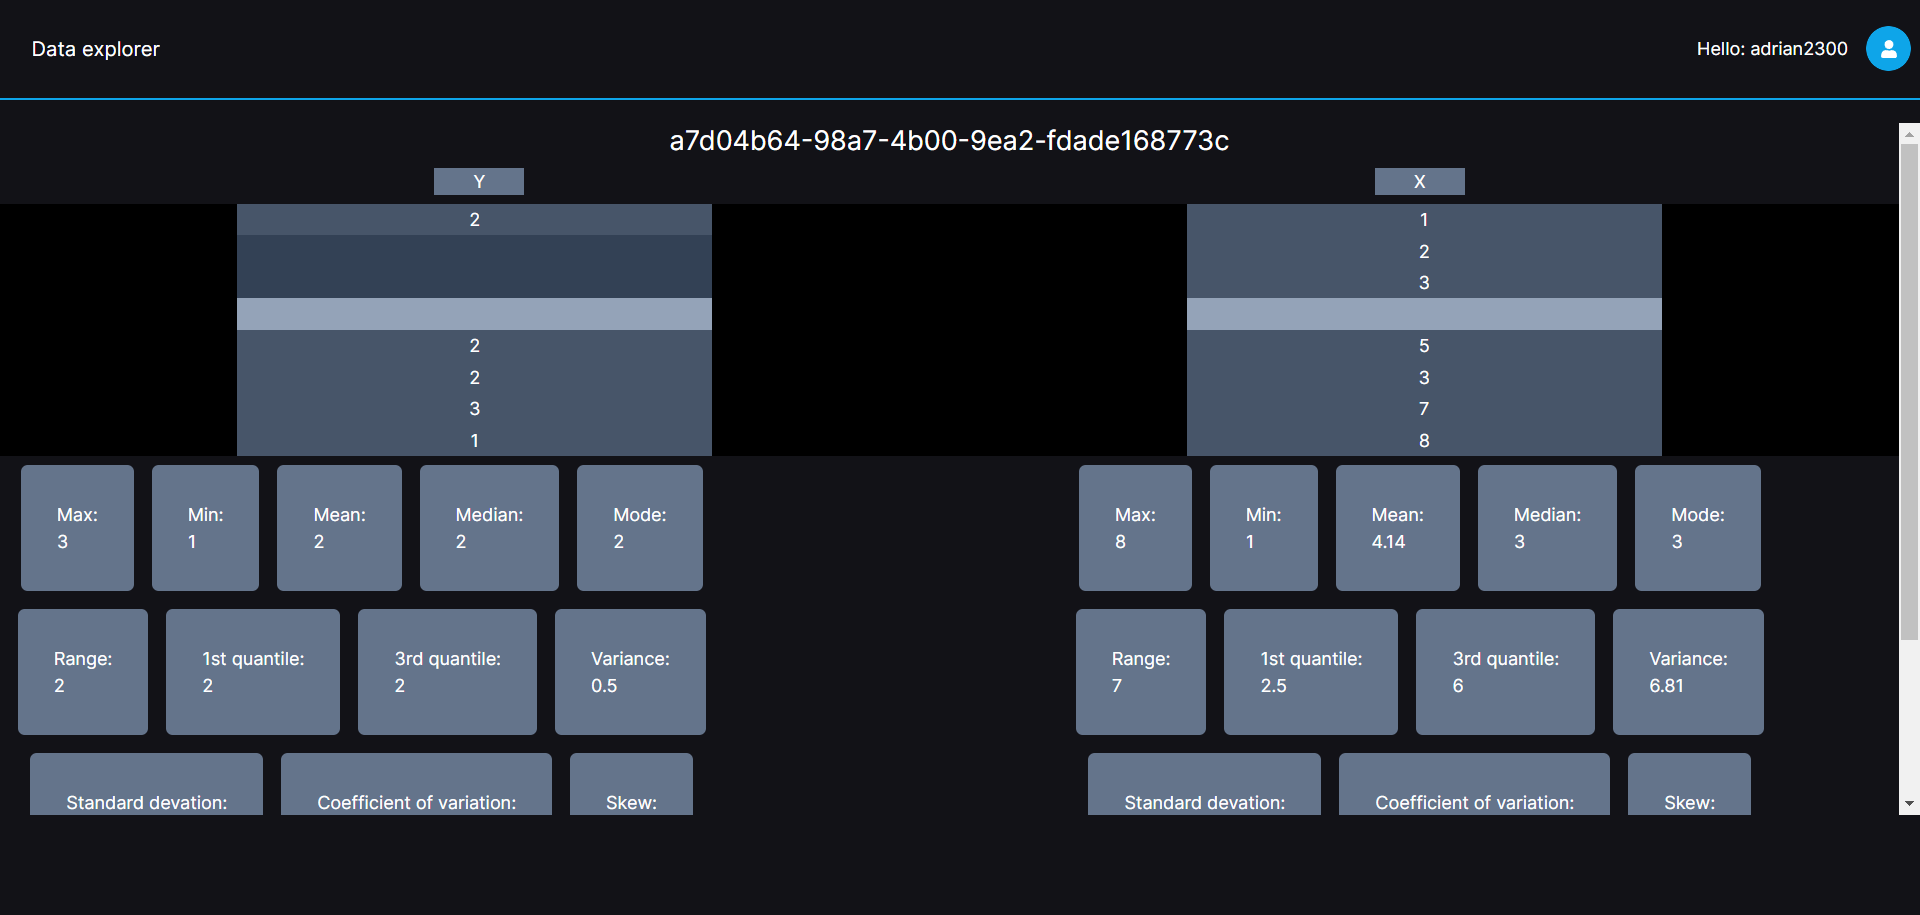 Data explorer
Hello: adrian2300
a7d04b64-98a7-4b00-9ea2-fdade168773c
Y
2
2
2
3
1
Max:
3
Min:
1
Mean:
2
Median:
2
Mode:
2
Range:
2
1st quantile:
2
3rd quantile:
2
Variance:
0.5
Standard devation:
Coefficient of variation:
Skew:
X
1
2
3
5
3
7
8
Max:
8
Min:
1
Mean:
4.14
Median:
3
Mode:
3
Range:
7
1st quantile:
2.5
3rd quantile:
6
Variance:
6.81
Standard devation:
Coefficient of variation:
Skew: